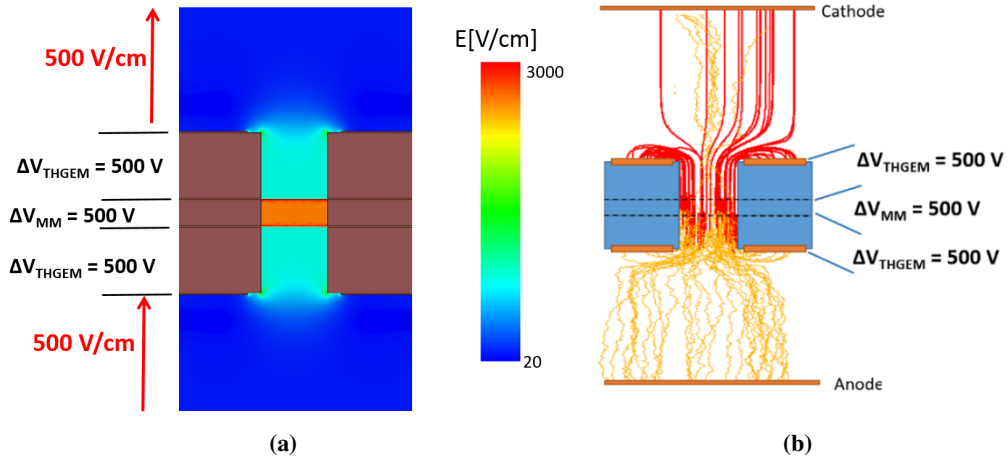 500 V/cm
ΔV_THGEM = 500 V
ΔV_MM = 500 V
ΔV_THGEM = 500 V
500 V/cm
(a)
E[V/cm]
3000
20
Cathode
ΔV_THGEM = 500 V
ΔV_MM = 500 V
ΔV_THGEM = 500 V
Anode
(b)